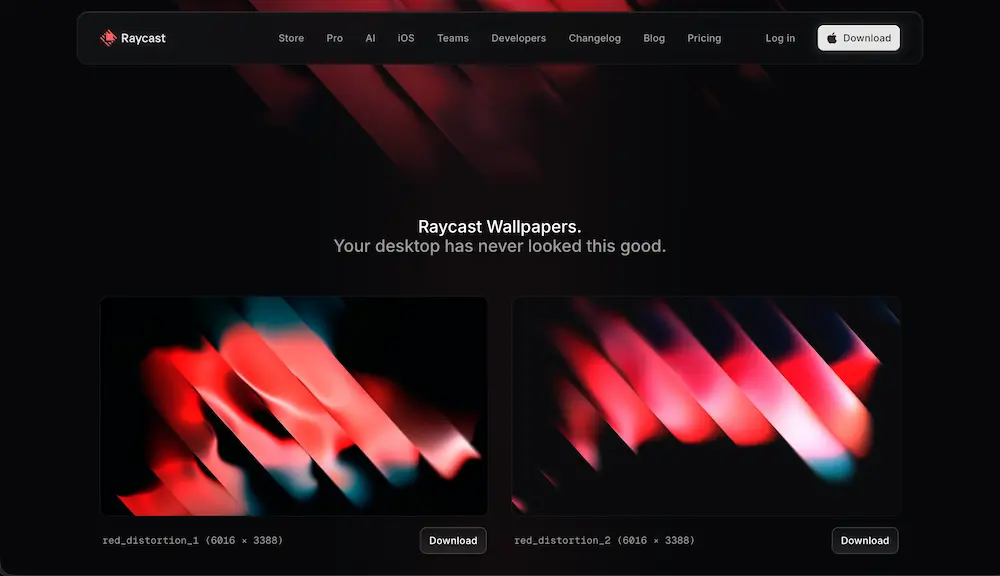 Raycast Store Pro AI iOS Teams Developers Changelog Blog Pricing Log in Download
Raycast Wallpapers.
Your desktop has never looked this good.
red_distortion_1 (6016 × 3388) Download red_distortion_2 (6016 × 3388) Download